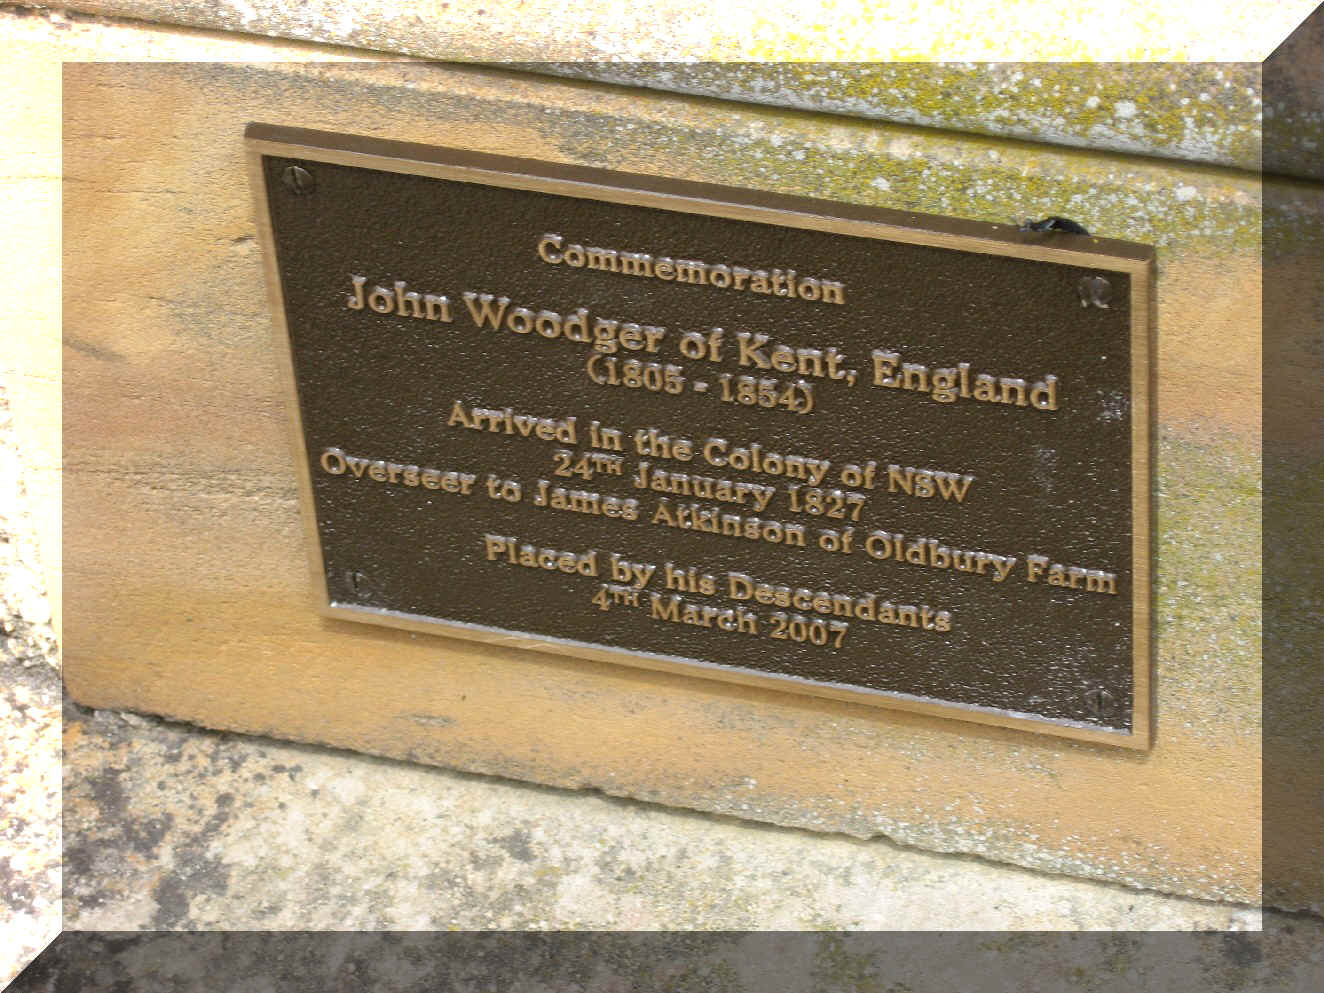 Commemoration
John Woodger of Kent, England
(1805 - 1854)
Arrived in the Colony of NSW
24TH January 1827
Overseer to James Atkinson of Oldbury Farm
Placed by his Descendants
4TH March 2007